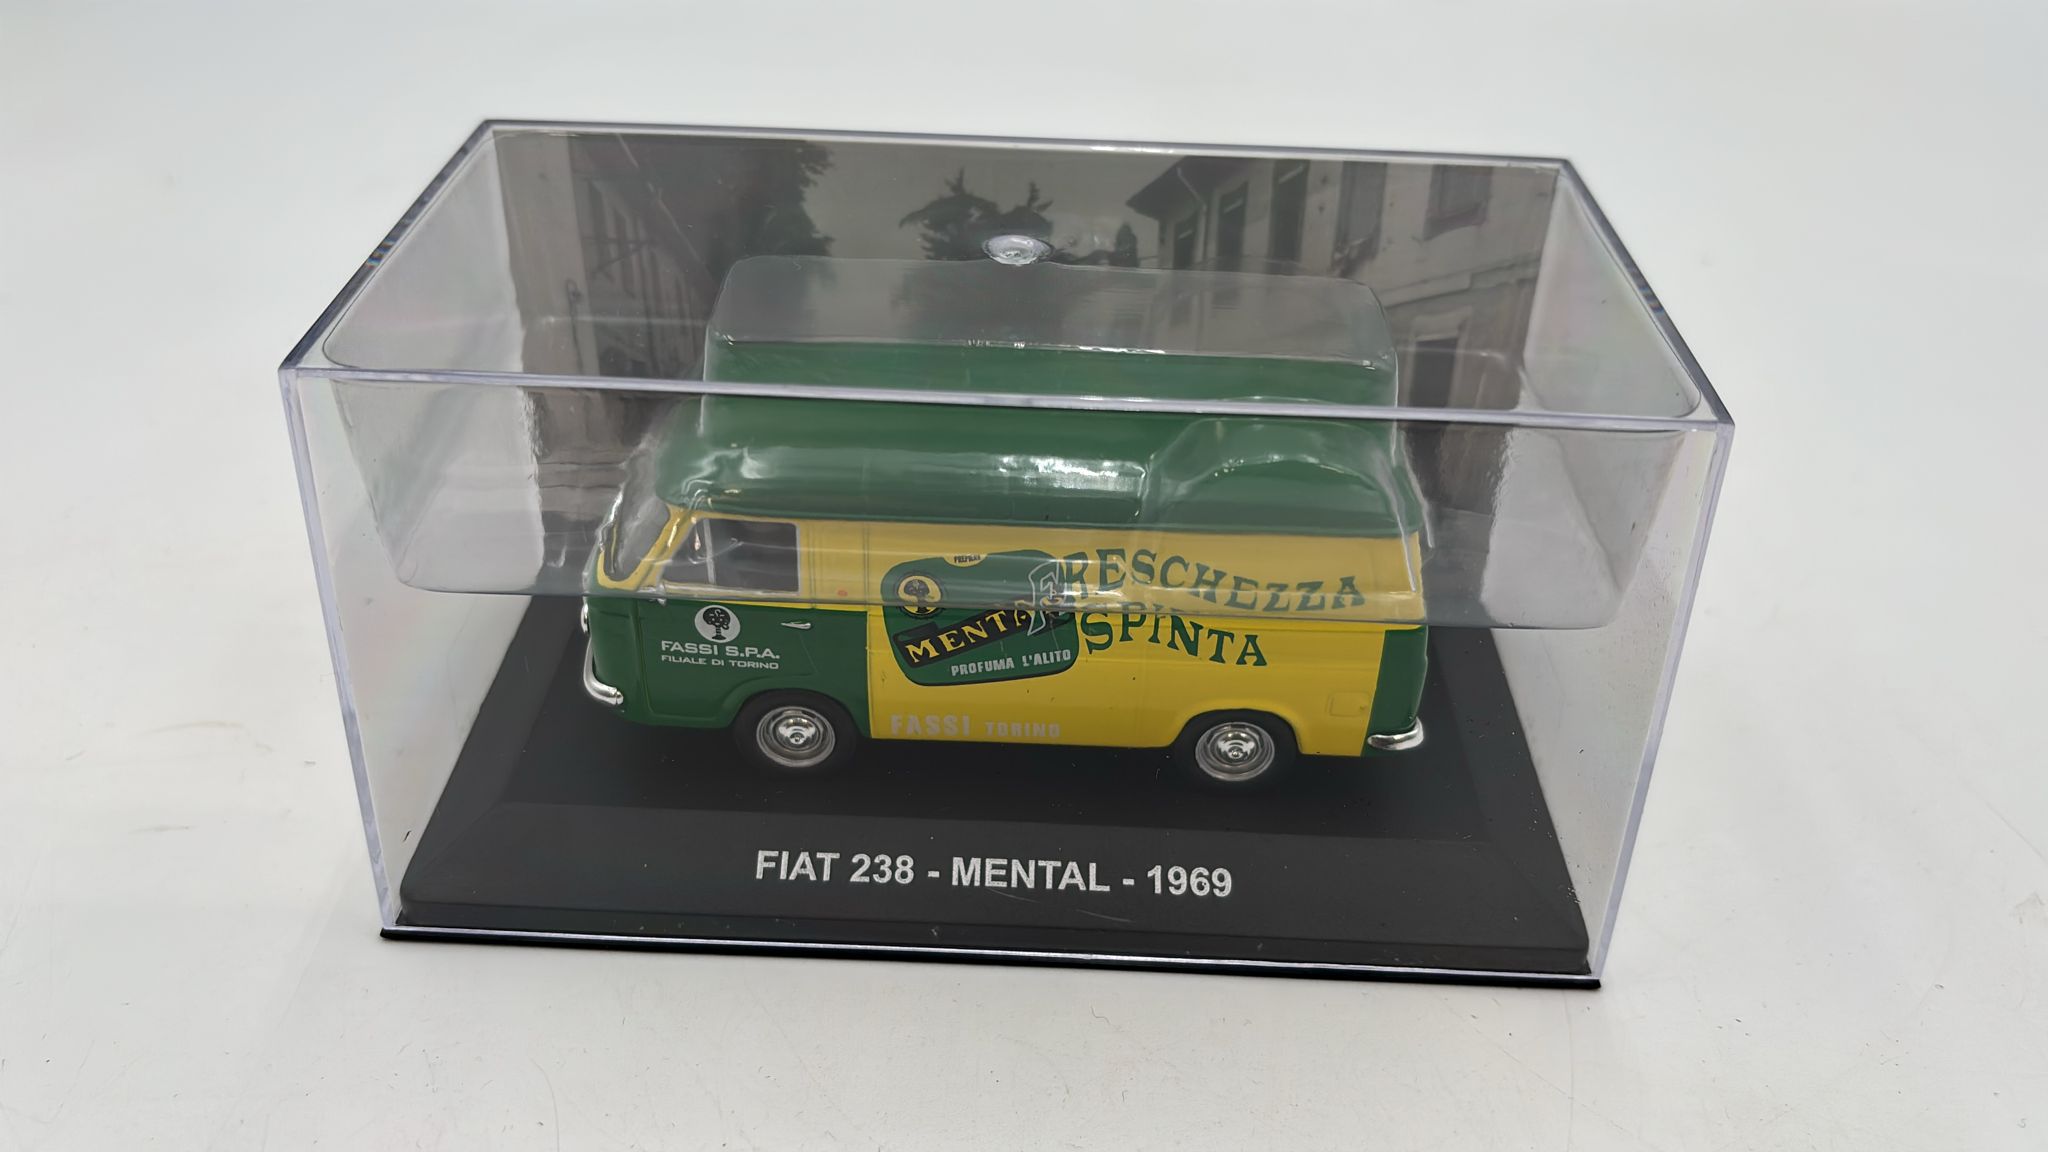 FRESCHEZZA
SPINTA
MENTAL
PROFUMA L'ALITO
FASSI S.P.A.
FILIALE DI TORINO
FASSI TORINO
FIAT 238 - MENTAL - 1969